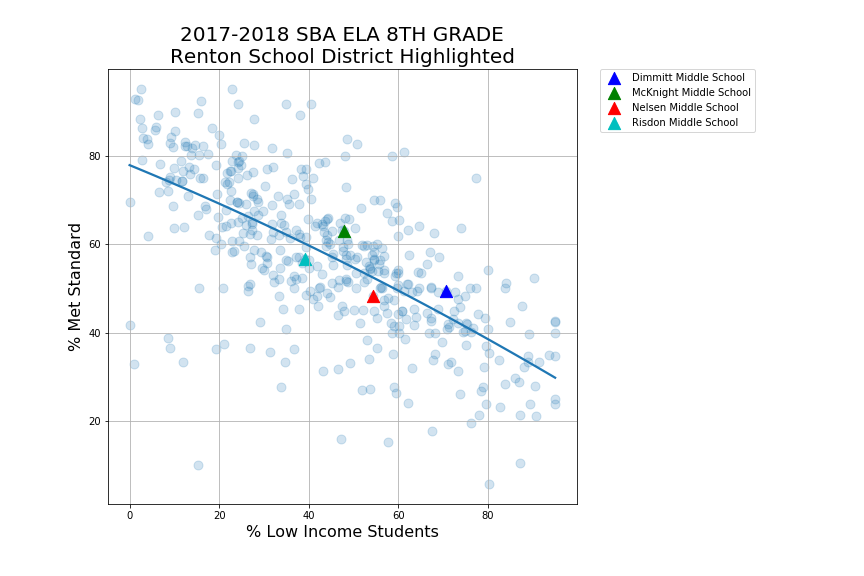 2017-2018 SBA ELA 8TH GRADE
Renton School District Highlighted
Dimmitt Middle School
McKnight Middle School
Nelsen Middle School
Risdon Middle School
% Met Standard
80
60
40
20
0
20
40
60
80
% Low Income Students